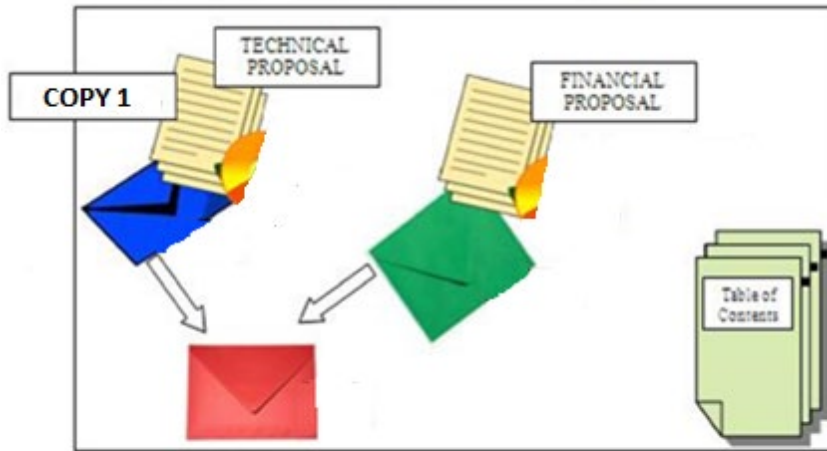 TECHNICAL
PROPOSAL
COPY 1
FINANCIAL
PROPOSAL
Table of
Contents